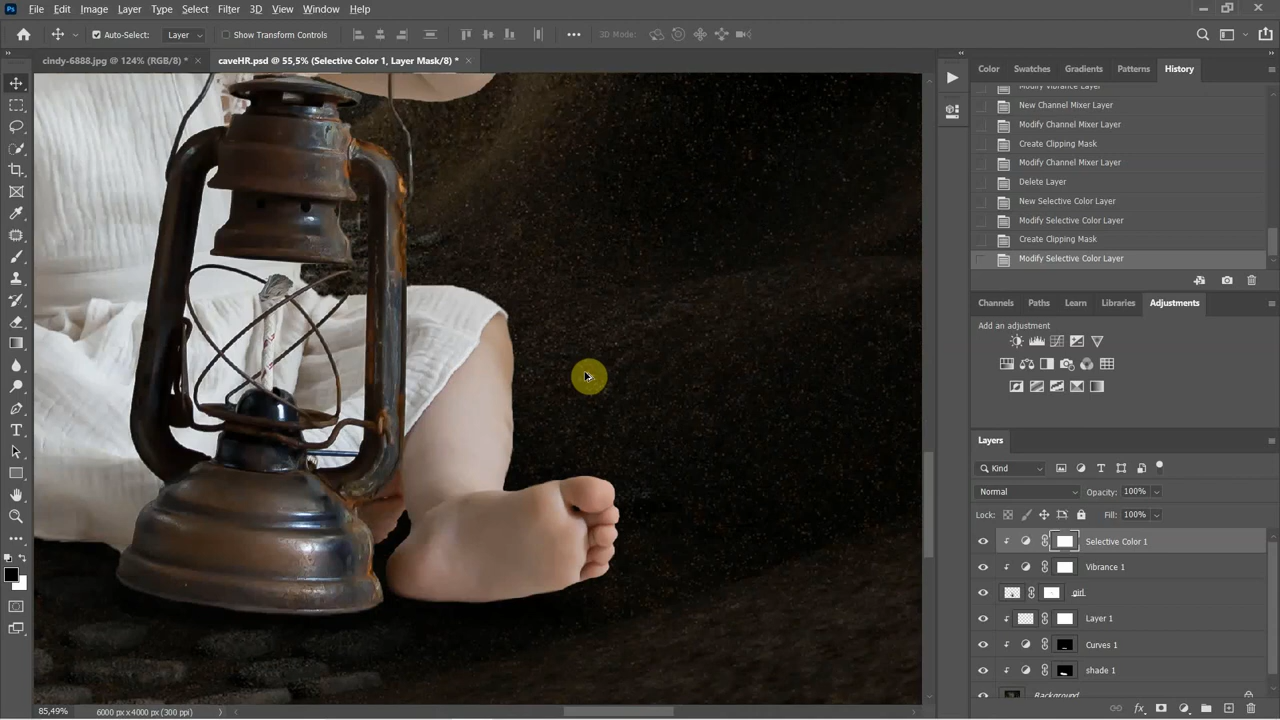 File Edit Image Layer Type Select Filter 3D View Window Help
Auto-Select: Layer Show Transform Controls 3D Mode:
cindy-6888.jpg @ 124% (RGB/8) * × caveHR.psd @ 55,5% (Selective Color 1, Layer Mask/8) * ×
Color Swatches Gradients Patterns History
Modify Vibrance Layer
New Channel Mixer Layer
Modify Channel Mixer Layer
Create Clipping Mask
Modify Channel Mixer Layer
Delete Layer
New Selective Color Layer
Modify Selective Color Layer
Create Clipping Mask
Modify Selective Color Layer
Channels Paths Learn Libraries Adjustments
Add an adjustment
Layers
Kind
Normal Opacity: 100%
Lock: Fill: 100%
Selective Color 1
Vibrance 1
girl
Layer 1
Curves 1
shade 1
Background
85,49% 6000 px x 4000 px (300 ppi)